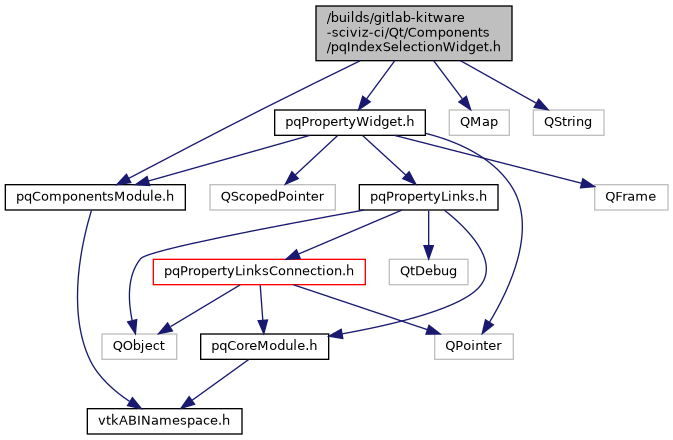 /builds/gitlab-kitware
-sciviz-ci/Qt/Components
/pqIndexSelectionWidget.h
pqPropertyWidget.h
QMap
QString
pqComponentsModule.h
QScopedPointer
pqPropertyLinks.h
QFrame
pqPropertyLinksConnection.h
QtDebug
QObject
pqCoreModule.h
QPointer
vtkABINamespace.h